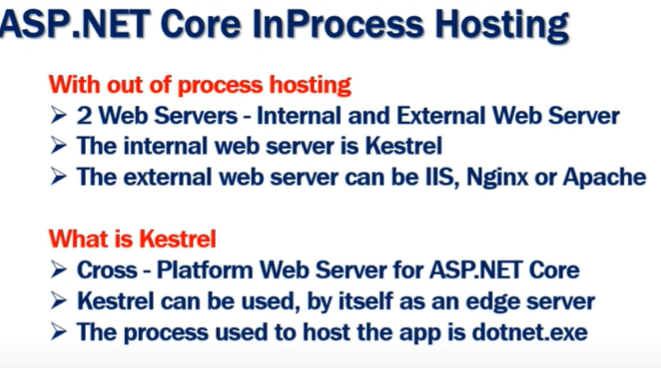 ASP.NET Core InProcess Hosting
With out of process hosting
➢ 2 Web Servers - Internal and External Web Server
➢ The internal web server is Kestrel
➢ The external web server can be IIS, Nginx or Apache
What is Kestrel
➢ Cross - Platform Web Server for ASP.NET Core
➢ Kestrel can be used, by itself as an edge server
➢ The process used to host the app is dotnet.exe